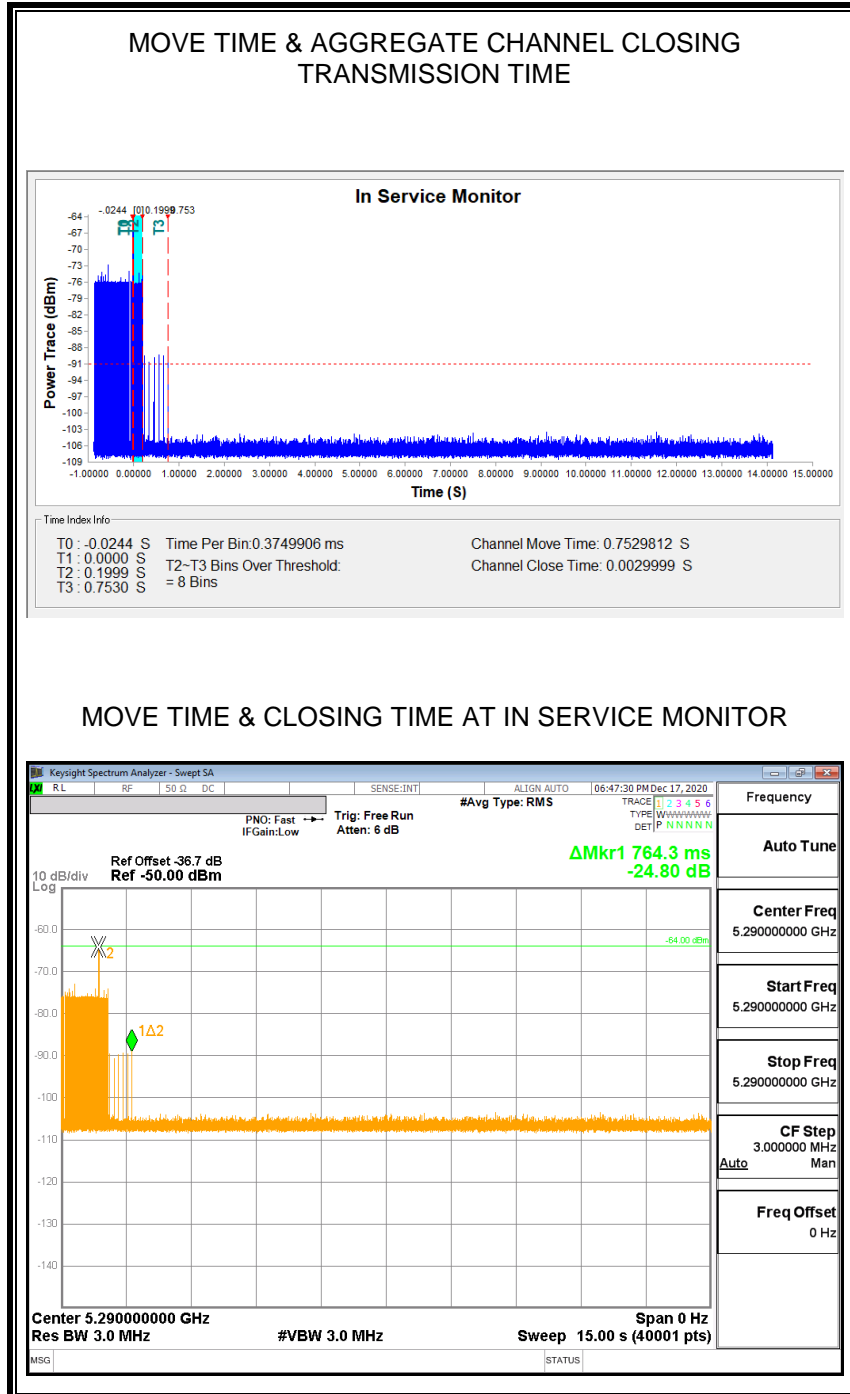 MOVE TIME & AGGREGATE CHANNEL CLOSING
TRANSMISSION TIME
In Service Monitor
-.0244 [0]0.1999 0.753
T2
T3
Power Trace (dBm)
-64
-67
-70
-73
-76
-79
-82
-85
-88
-91
-94
-97
-100
-103
-106
-109
-1.00000 0.00000 1.00000 2.00000 3.00000 4.00000 5.00000 6.00000 7.00000 8.00000 9.00000 10.00000 11.00000 12.00000 13.00000 14.00000 15.00000
Time (S)
Time Index Info
T0 : -0.0244 S
T1 : 0.0000 S
T2 : 0.1999 S
T3 : 0.7530 S
Time Per Bin:0.3749906 ms
T2~T3 Bins Over Threshold:
= 8 Bins
Channel Move Time: 0.7529812 S
Channel Close Time: 0.0029999 S
MOVE TIME & CLOSING TIME AT IN SERVICE MONITOR
Keysight Spectrum Analyzer - Swept SA
LXI RL RF 50 Ω DC SENSE:INT ALIGN AUTO 06:47:30 PM Dec 17, 2020
PNO: Fast
IFGain:Low
Trig: Free Run
Atten: 6 dB
#Avg Type: RMS
TRACE 1 2 3 4 5 6
TYPE WWWWWW
DET P N N N N N
ΔMkr1 764.3 ms
-24.80 dB
Ref Offset -36.7 dB
10 dB/div Ref -50.00 dBm
Log
-64.00 dBm
2
1Δ2
-60.0
-70.0
-80.0
-90.0
-100
-110
-120
-130
-140
Center 5.290000000 GHz Span 0 Hz
Res BW 3.0 MHz #VBW 3.0 MHz Sweep 15.00 s (40001 pts)
MSG STATUS
Frequency
Auto Tune
Center Freq
5.290000000 GHz
Start Freq
5.290000000 GHz
Stop Freq
5.290000000 GHz
CF Step
3.000000 MHz
Auto Man
Freq Offset
0 Hz